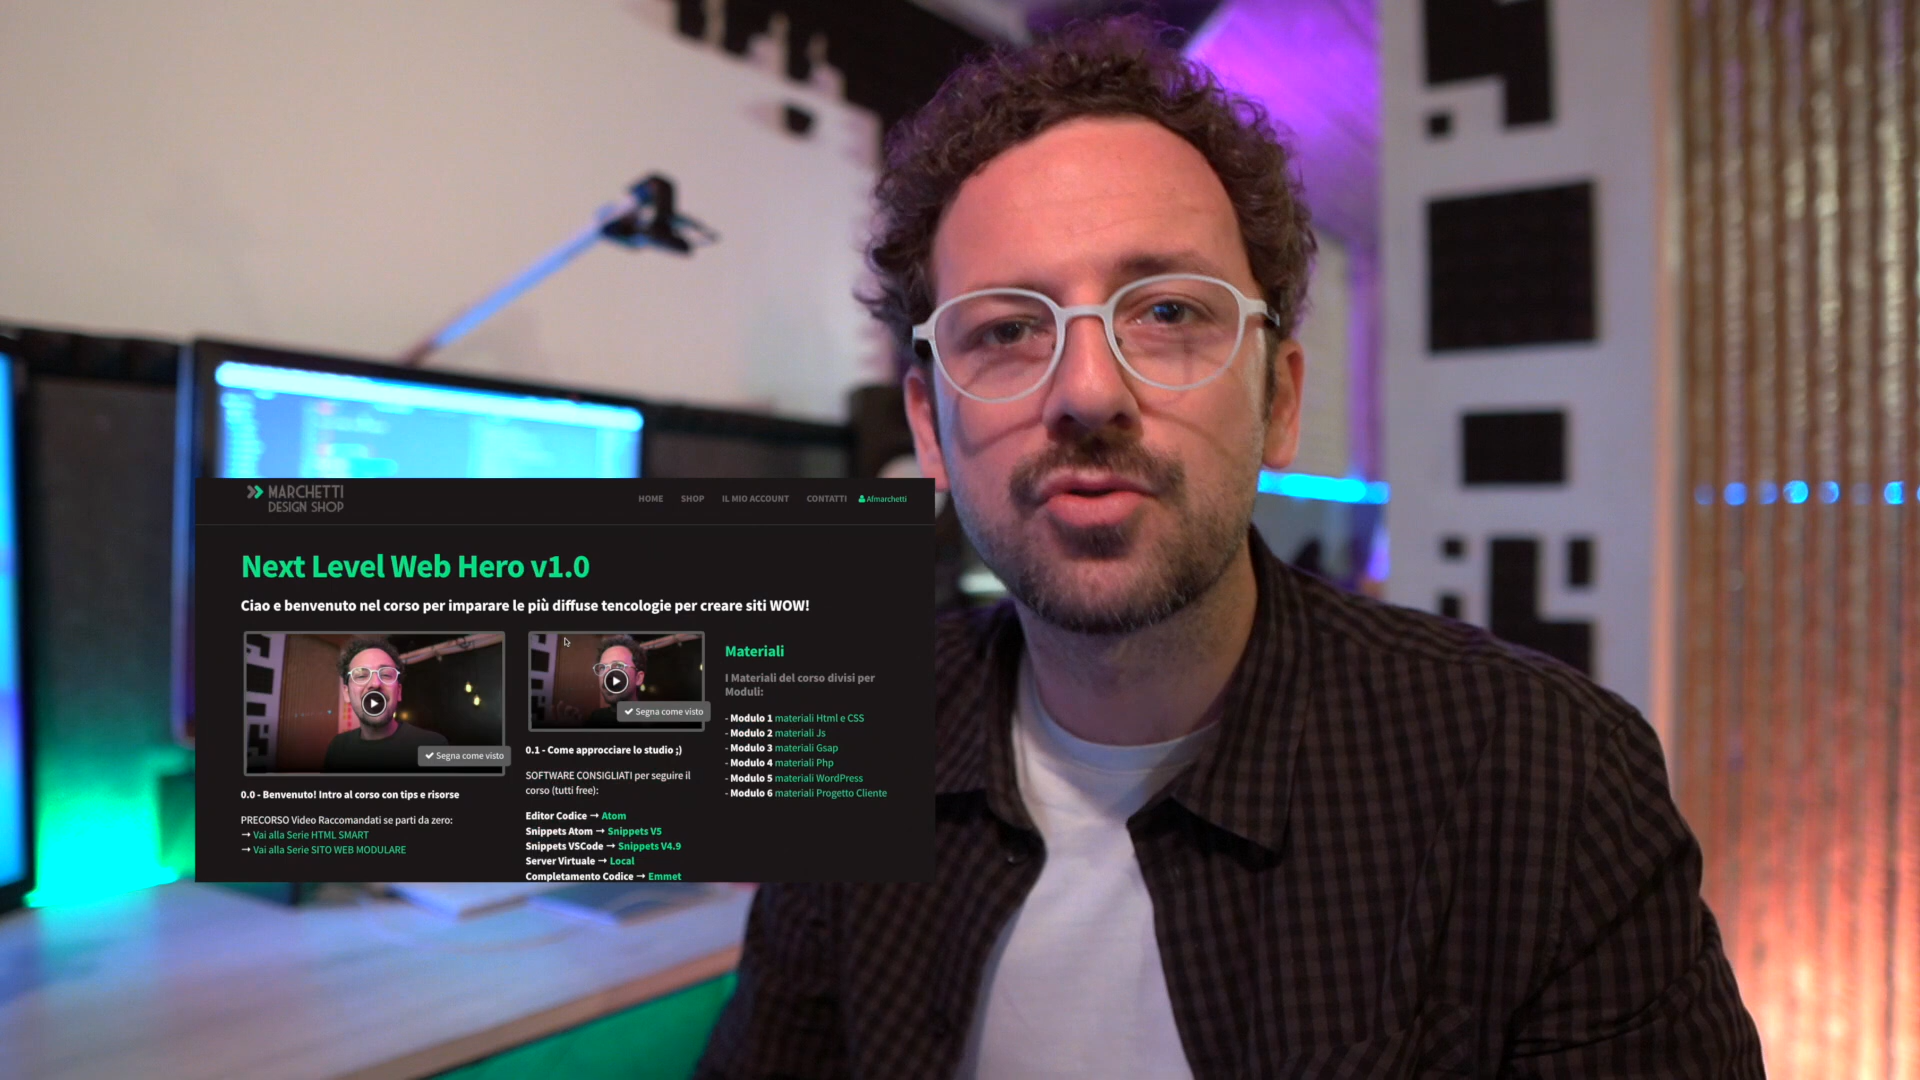 MARCHETTI
DESIGN SHOP
HOME SHOP IL MIO ACCOUNT CONTATTI Afmarchetti
Next Level Web Hero v1.0
Ciao e benvenuto nel corso per imparare le più diffuse tencologie per creare siti WOW!
Segna come visto
0.0 - Benvenuto! Intro al corso con tips e risorse
PRECORSO Video Raccomandati se parti da zero:
→ Vai alla Serie HTML SMART
→ Vai alla Serie SITO WEB MODULARE
Segna come visto
0.1 - Come approcciare lo studio ;)
SOFTWARE CONSIGLIATI per seguire il
corso (tutti free):
Editor Codice → Atom
Snippets Atom → Snippets V5
Snippets VSCode → Snippets V4.9
Server Virtuale → Local
Completamento Codice → Emmet
Materiali
I Materiali del corso divisi per
Moduli:
- Modulo 1 materiali Html e CSS
- Modulo 2 materiali Js
- Modulo 3 materiali Gsap
- Modulo 4 materiali Php
- Modulo 5 materiali WordPress
- Modulo 6 materiali Progetto Cliente